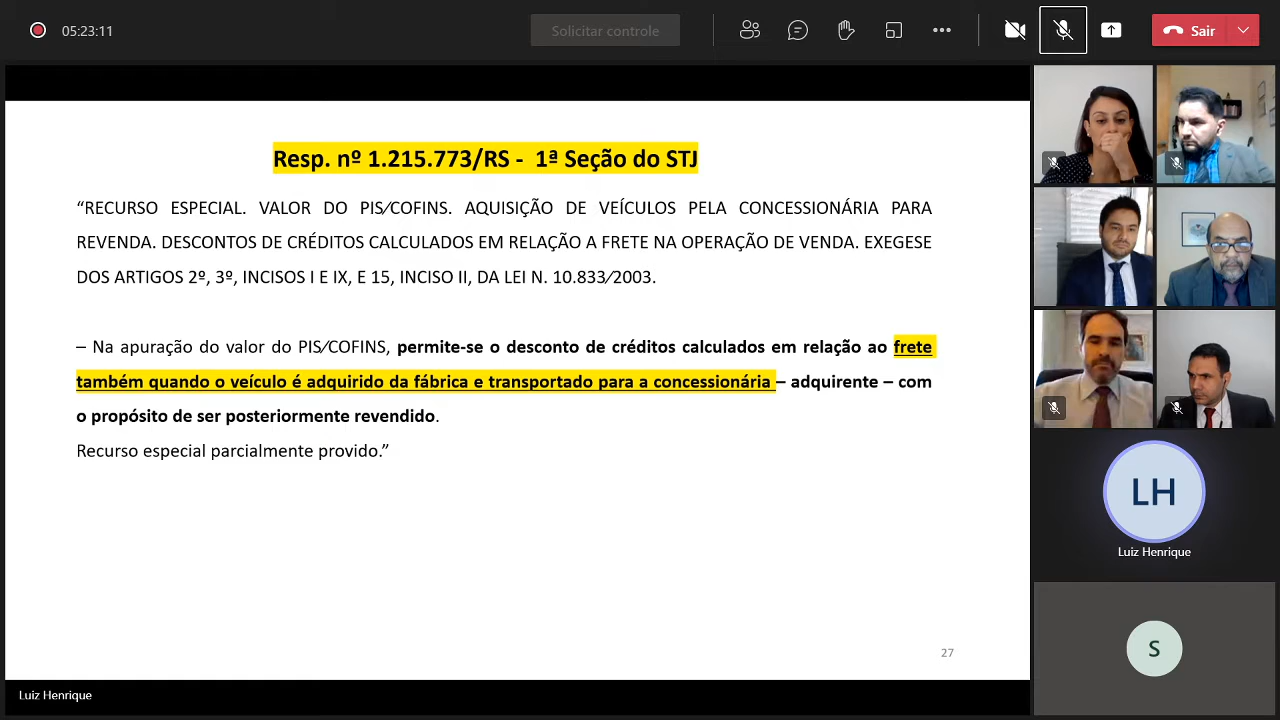 05:23:11
Solicitar controle
Sair
Resp. nº 1.215.773/RS - 1ª Seção do STJ
“RECURSO ESPECIAL. VALOR DO PIS⁄COFINS. AQUISIÇÃO DE VEÍCULOS PELA CONCESSIONÁRIA PARA
REVENDA. DESCONTOS DE CRÉDITOS CALCULADOS EM RELAÇÃO A FRETE NA OPERAÇÃO DE VENDA. EXEGESE
DOS ARTIGOS 2º, 3º, INCISOS I E IX, E 15, INCISO II, DA LEI N. 10.833⁄2003.
– Na apuração do valor do PIS⁄COFINS, permite-se o desconto de créditos calculados em relação ao frete
também quando o veículo é adquirido da fábrica e transportado para a concessionária – adquirente – com
o propósito de ser posteriormente revendido.
Recurso especial parcialmente provido.”
27
Luiz Henrique
LH
Luiz Henrique
S